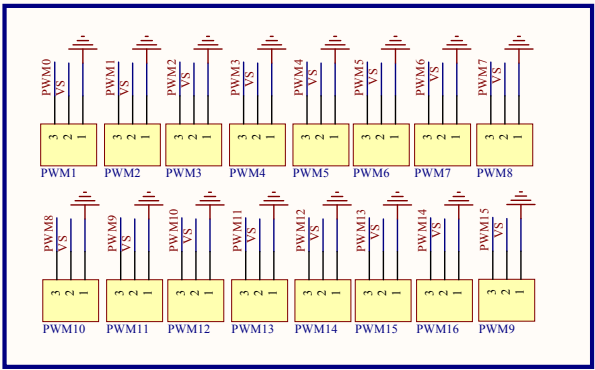 PWM0 VS PWM1 VS PWM2 VS PWM3 VS PWM4 VS PWM5 VS PWM6 VS PWM7 VS
3 2 1 3 2 1 3 2 1 3 2 1 3 2 1 3 2 1 3 2 1 3 2 1
PWM1 PWM2 PWM3 PWM4 PWM5 PWM6 PWM7 PWM8
PWM8 VS PWM9 VS PWM10 VS PWM11 VS PWM12 VS PWM13 VS PWM14 VS PWM15 VS
3 2 1 3 2 1 3 2 1 3 2 1 3 2 1 3 2 1 3 2 1 3 2 1
PWM10 PWM11 PWM12 PWM13 PWM14 PWM15 PWM16 PWM9